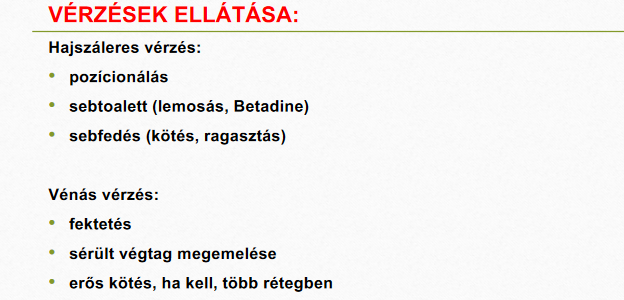 VÉRZÉSEK ELLÁTÁSA:
Hajszáleres vérzés:
• pozícionálás
• sebtoalett (lemosás, Betadine)
• sebfedés (kötés, ragasztás)
Vénás vérzés:
• fektetés
• sérült végtag megemelése
• erős kötés, ha kell, több rétegben